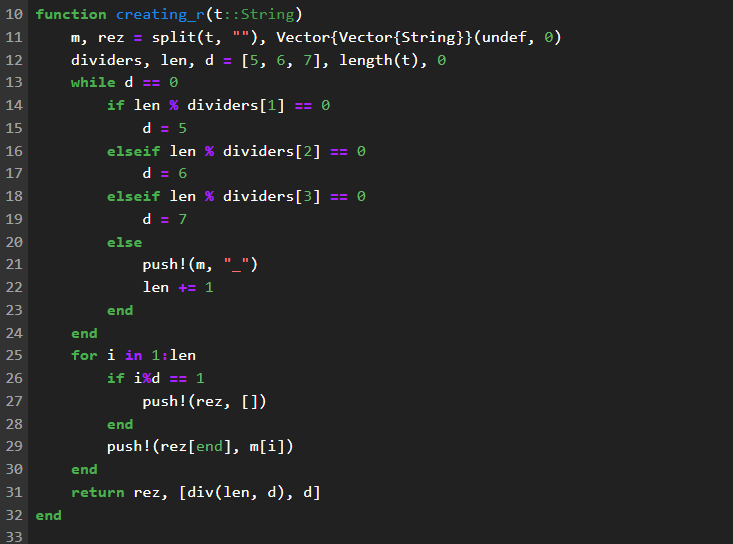 10 function creating_r(t::String)
11     m, rez = split(t, ""), Vector{Vector{String}}(undef, 0)
12     dividers, len, d = [5, 6, 7], length(t), 0
13     while d == 0
14         if len % dividers[1] == 0
15             d = 5
16         elseif len % dividers[2] == 0
17             d = 6
18         elseif len % dividers[3] == 0
19             d = 7
20         else
21             push!(m, "_")
22             len += 1
23         end
24     end
25     for i in 1:len
26         if i%d == 1
27             push!(rez, [])
28         end
29         push!(rez[end], m[i])
30     end
31     return rez, [div(len, d), d]
32 end
33